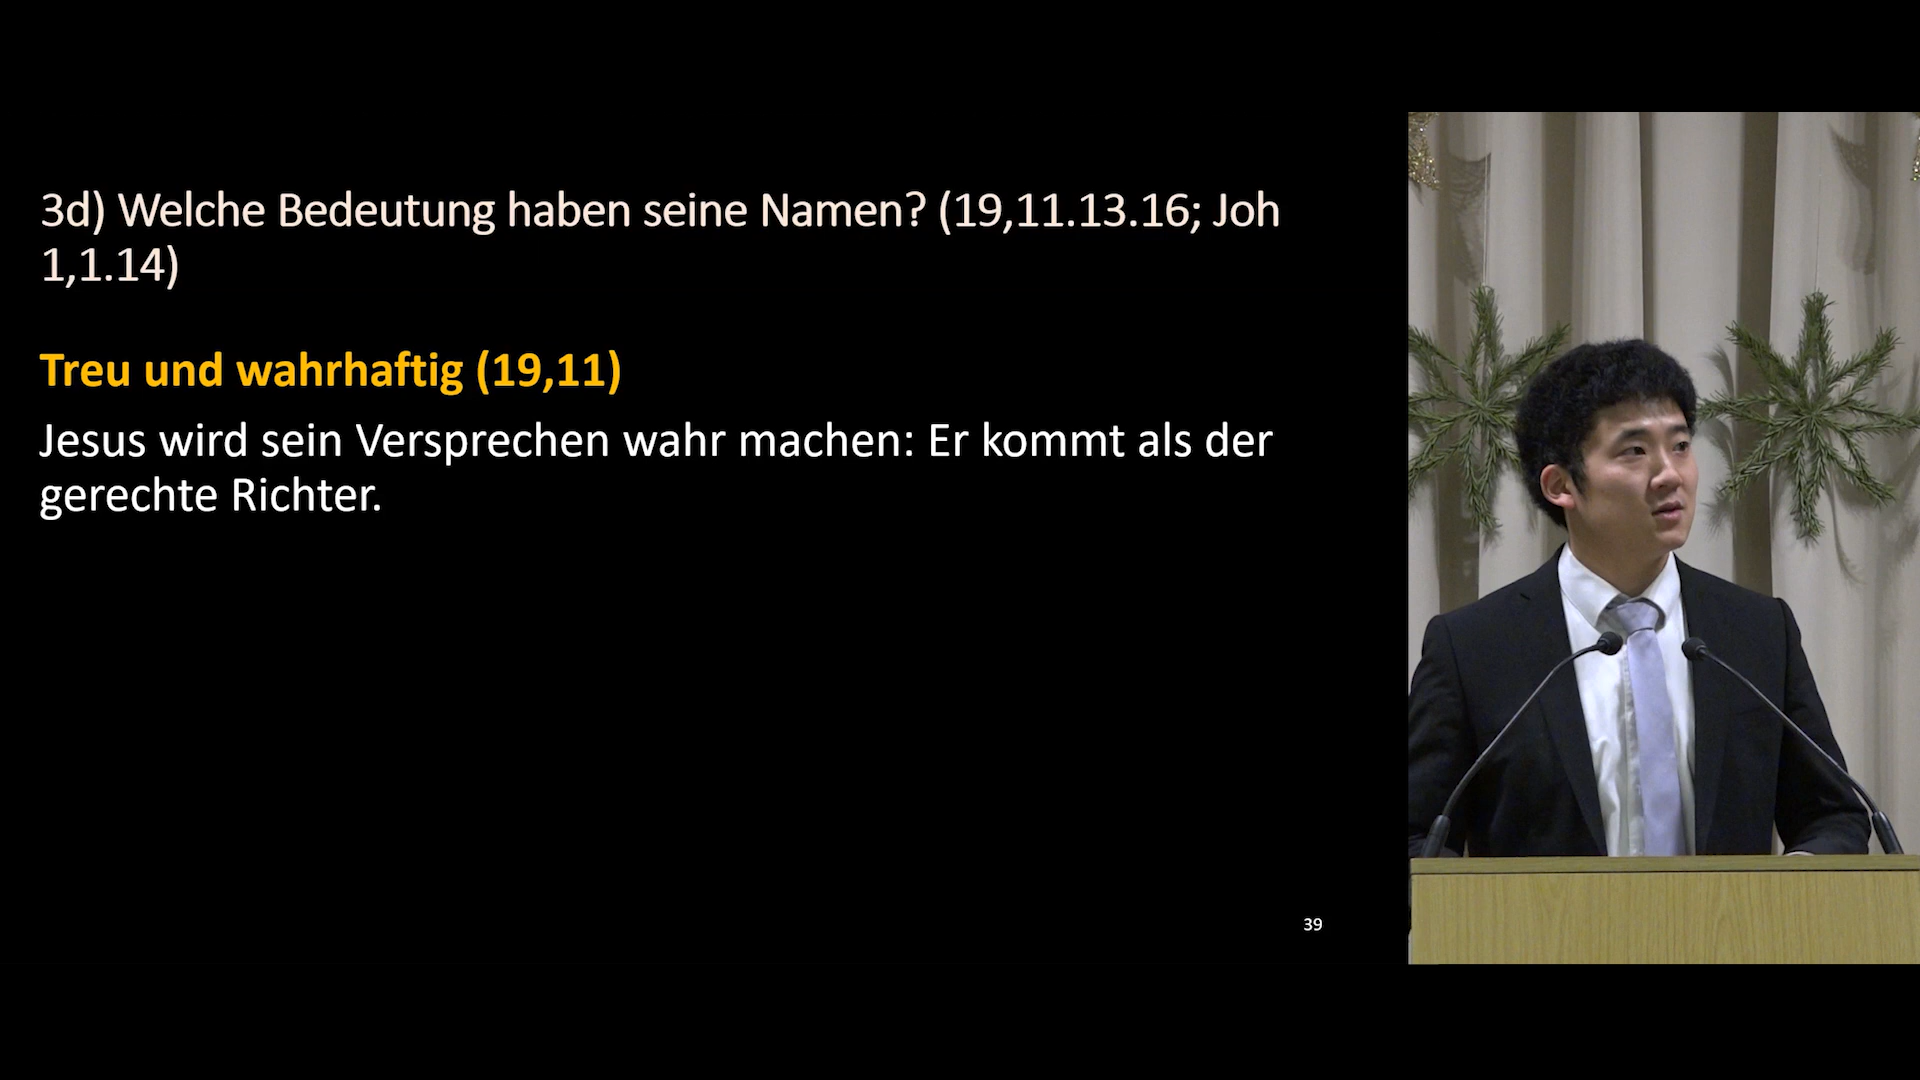 3d) Welche Bedeutung haben seine Namen? (19,11.13.16; Joh
1,1.14)
Treu und wahrhaftig (19,11)
Jesus wird sein Versprechen wahr machen: Er kommt als der
gerechte Richter.
39